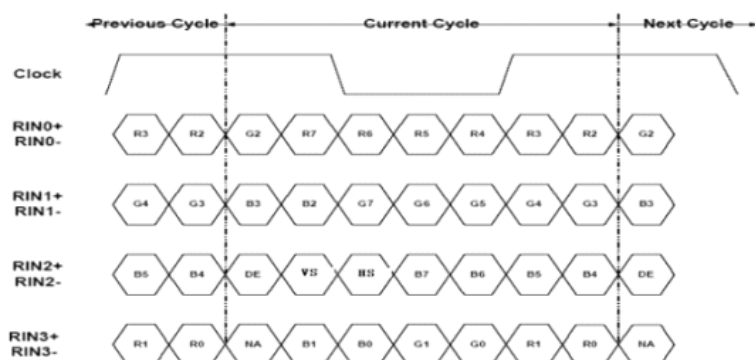 Previous Cycle Current Cycle Next Cycle
Clock
RIN0+
RIN0-
R3 R2 G2 R7 R6 R5 R4 R3 R2 G2
RIN1+
RIN1-
G4 G3 B3 B2 G7 G6 G5 G4 G3 B3
RIN2+
RIN2-
B5 B4 DE VS HS B7 B6 B5 B4 DE
RIN3+
RIN3-
R1 R0 NA B1 B0 G1 G0 R1 R0 NA